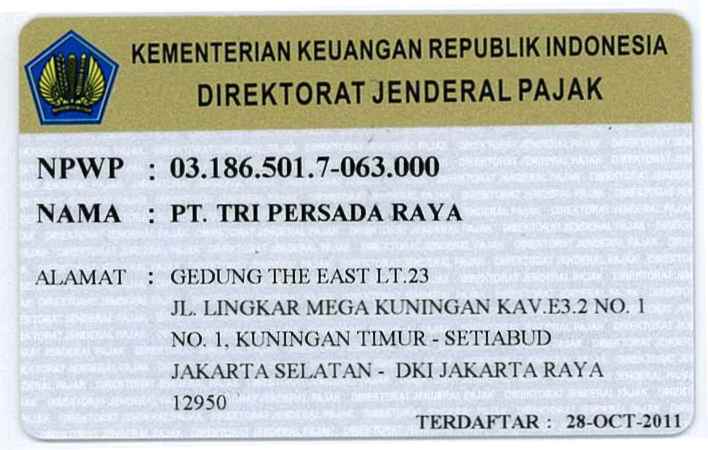 KEMENTERIAN KEUANGAN REPUBLIK INDONESIA
DIREKTORAT JENDERAL PAJAK
NPWP : 03.186.501.7-063.000
NAMA : PT. TRI PERSADA RAYA
ALAMAT : GEDUNG THE EAST LT.23
JL. LINGKAR MEGA KUNINGAN KAV.E3.2 NO. 1
NO. 1, KUNINGAN TIMUR - SETIABUD
JAKARTA SELATAN - DKI JAKARTA RAYA
12950
TERDAFTAR : 28-OCT-2011